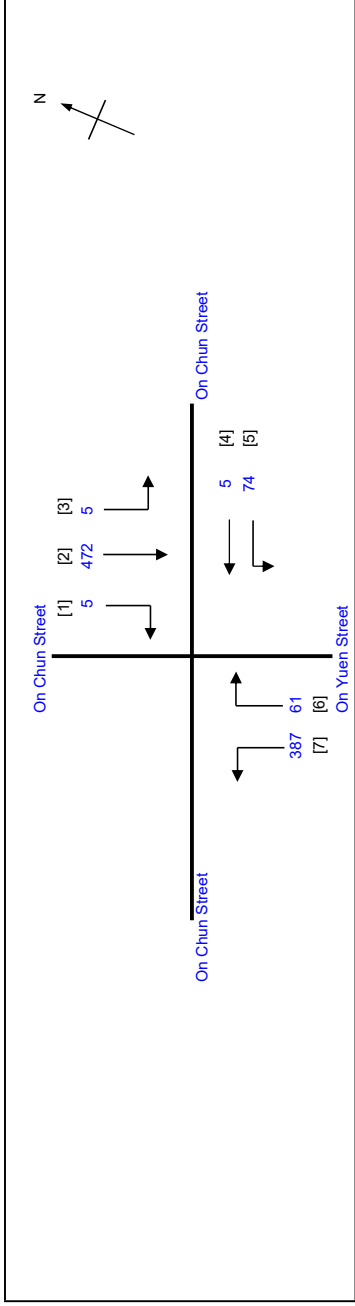 N
On Chun Street
[1] [2] [3]
5 472 5
On Chun Street
On Chun Street
5 [4]
74 [5]
387 61
[7] [6]
On Yuen Street